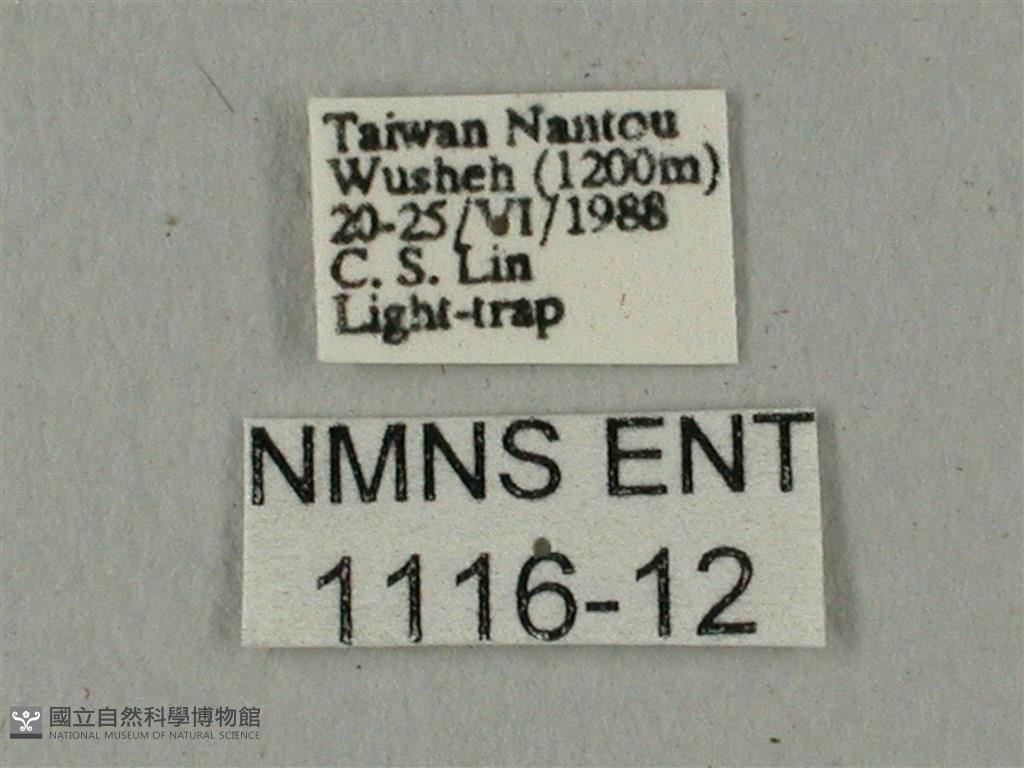 Taiwan Nantou
Wusheh (1200m)
20-25/VI/1988
C. S. Lin
Light-trap
NMNS ENT
1116-12
國立自然科學博物館
NATIONAL MUSEUM OF NATURAL SCIENCE